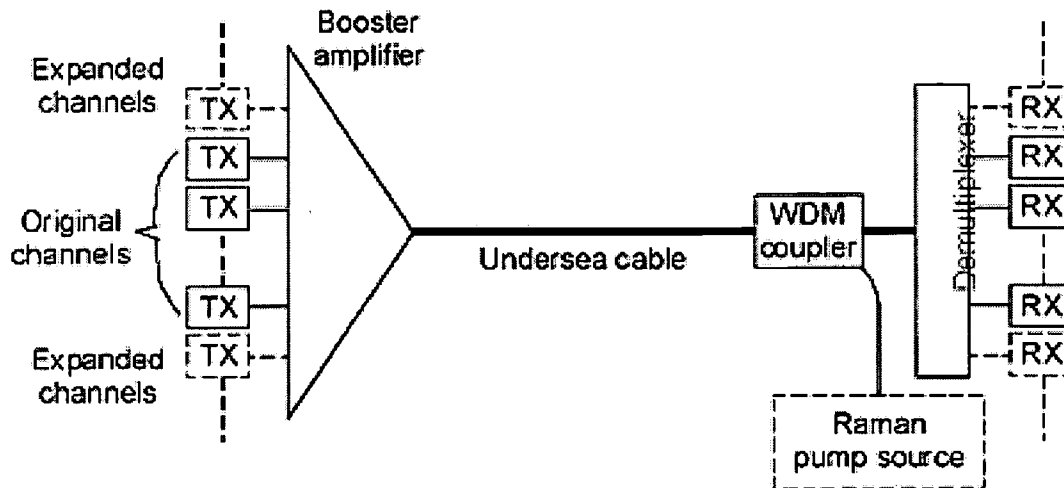 Booster
amplifier
Expanded
channels
TX
TX
TX
Original
channels
TX
TX
Expanded
channels
Undersea cable
WDM
coupler
Demultiplexer
RX
RX
RX
RX
RX
Raman
pump source